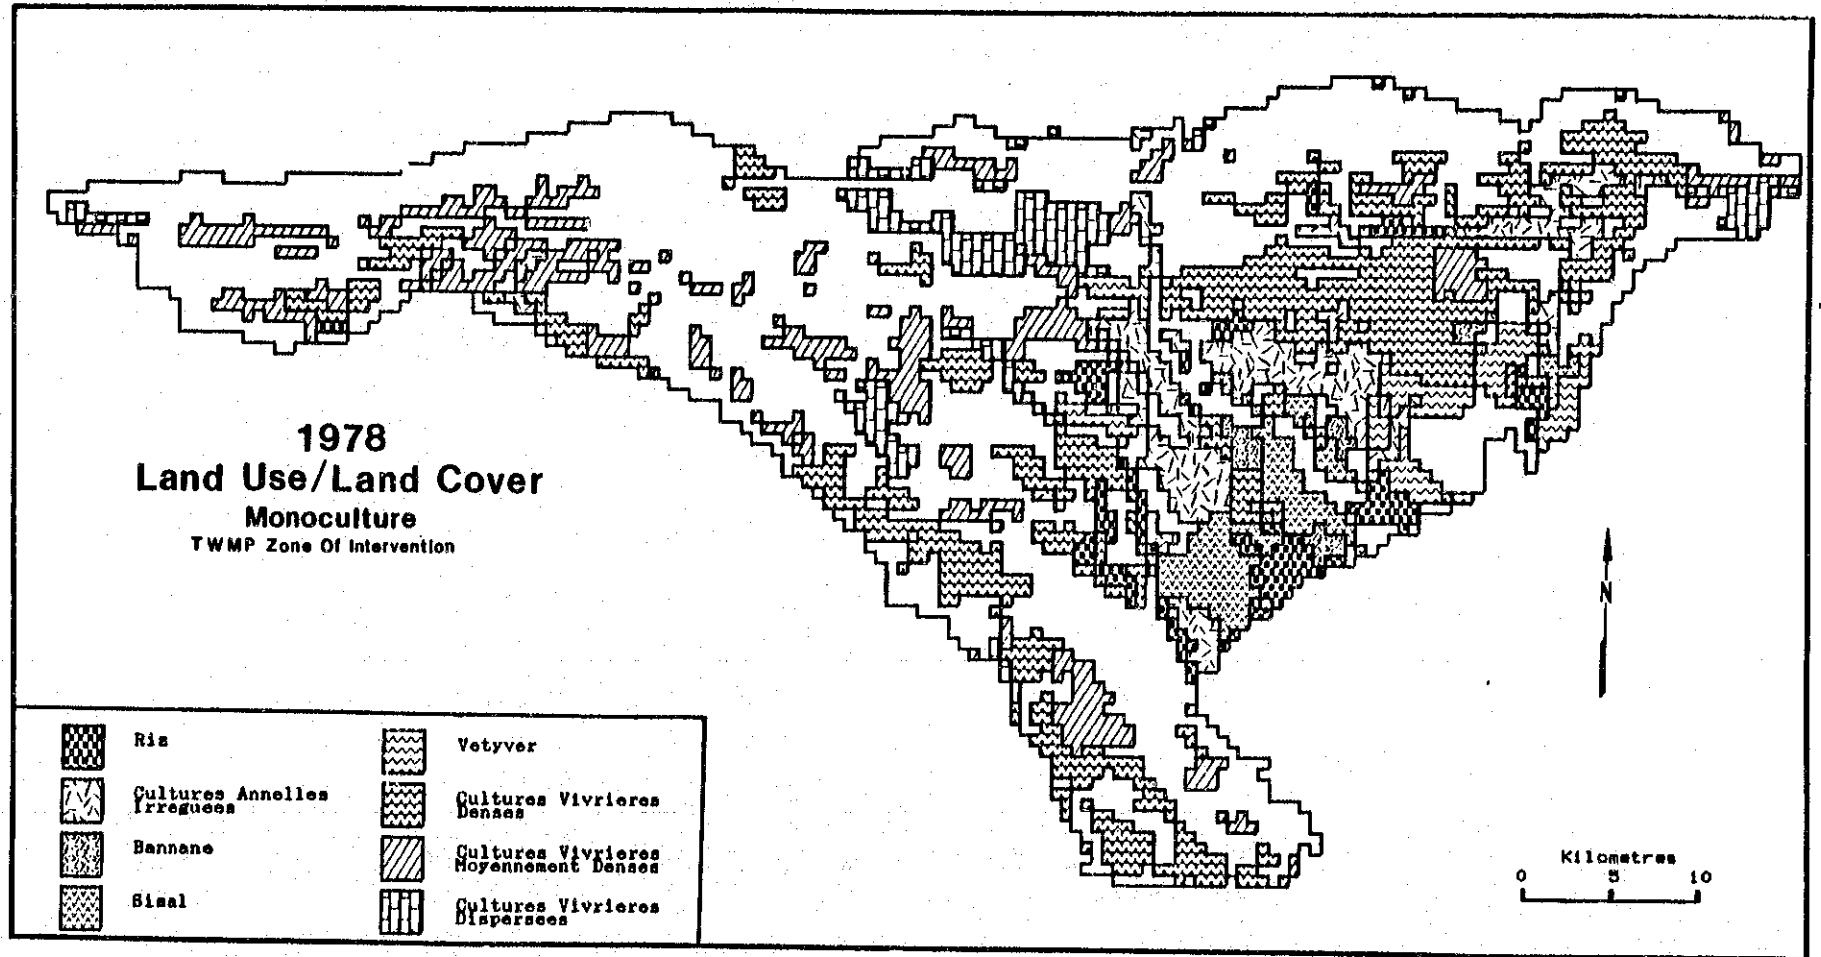 1978
Land Use/Land Cover
Monoculture
TWMP Zone Of Intervention
N
Riz
Cultures Annelles
Irreguees
Bannane
Sisal
Vetyver
Cultures Vivrieres
Denses
Cultures Vivrieres
Moyennement Denses
Cultures Vivrieres
Dispersees
Kilometres
0 5 10